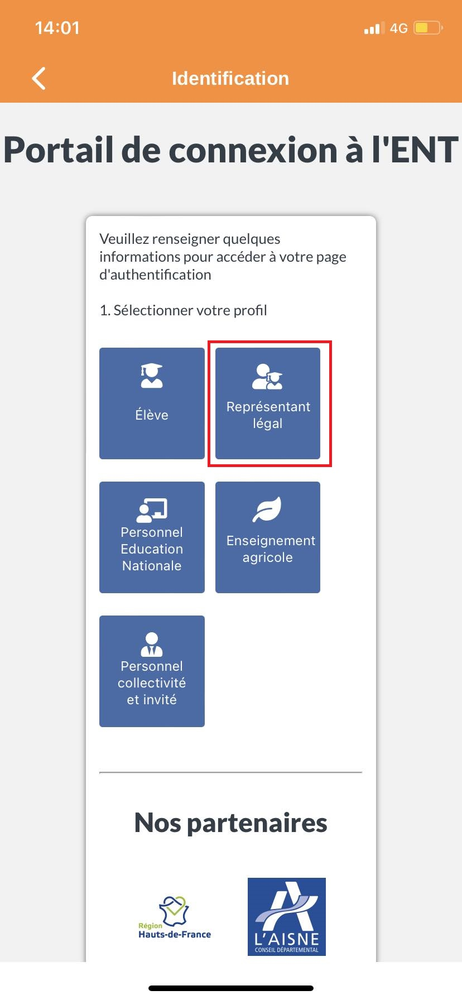 14:01
4G
Identification
Portail de connexion à l'ENT
Veuillez renseigner quelques
informations pour accéder à votre page
d'authentification
1. Sélectionner votre profil
Élève
Représentant
légal
Personnel
Education
Nationale
Enseignement
agricole
Personnel
collectivité
et invité
Nos partenaires
Région
Hauts-de-France
L'AISNE
CONSEIL DÉPARTEMENTAL